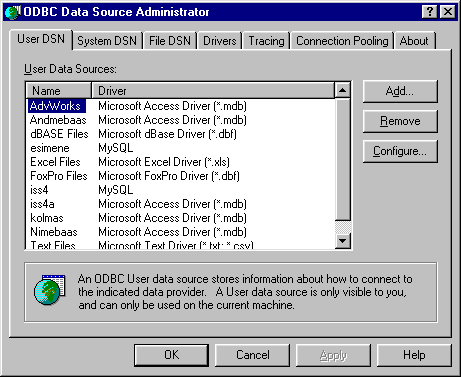 ODBC Data Source Administrator
User DSN System DSN File DSN Drivers Tracing Connection Pooling About
User Data Sources:
Name Driver
AdvWorks Microsoft Access Driver (*.mdb)
Andmebaas Microsoft Access Driver (*.mdb)
dBASE Files Microsoft dBase Driver (*.dbf)
esimene MySQL
Excel Files Microsoft Excel Driver (*.xls)
FoxPro Files Microsoft FoxPro Driver (*.dbf)
iss4 MySQL
iss4a Microsoft Access Driver (*.mdb)
kolmas Microsoft Access Driver (*.mdb)
Nimebaas Microsoft Access Driver (*.mdb)
Text Files Microsoft Text Driver (*.txt; *.csv)
Add...
Remove
Configure...
An ODBC User data source stores information about how to connect to
the indicated data provider. A User data source is only visible to you,
and can only be used on the current machine.
OK Cancel Apply Help